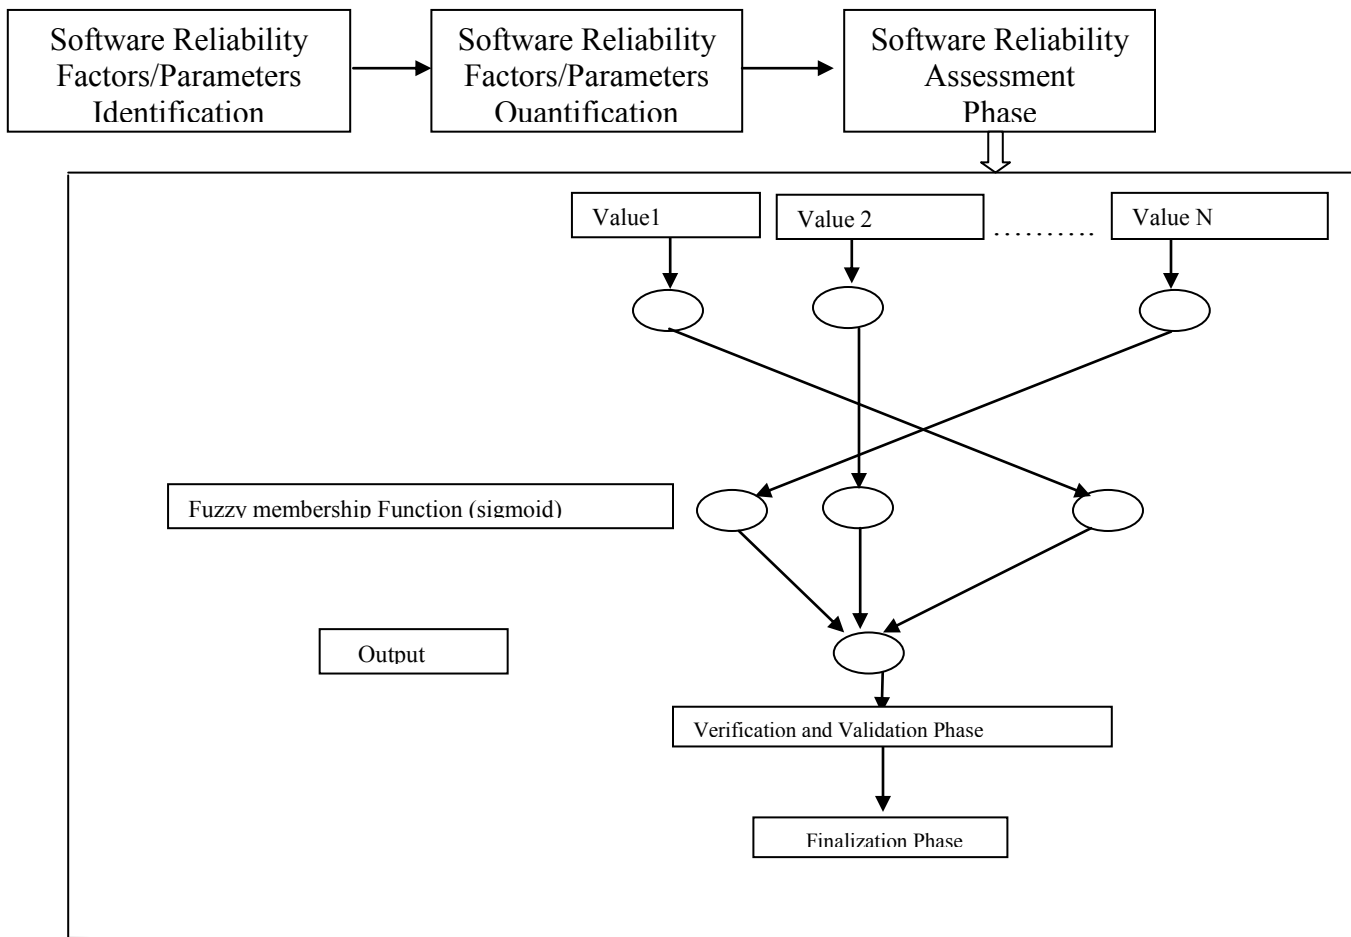 Software Reliability
Factors/Parameters
Identification
Software Reliability
Factors/Parameters
Quantification
Software Reliability
Assessment
Phase
Value1
Value 2
..........
Value N
Fuzzy membership Function (sigmoid)
Output
Verification and Validation Phase
Finalization Phase